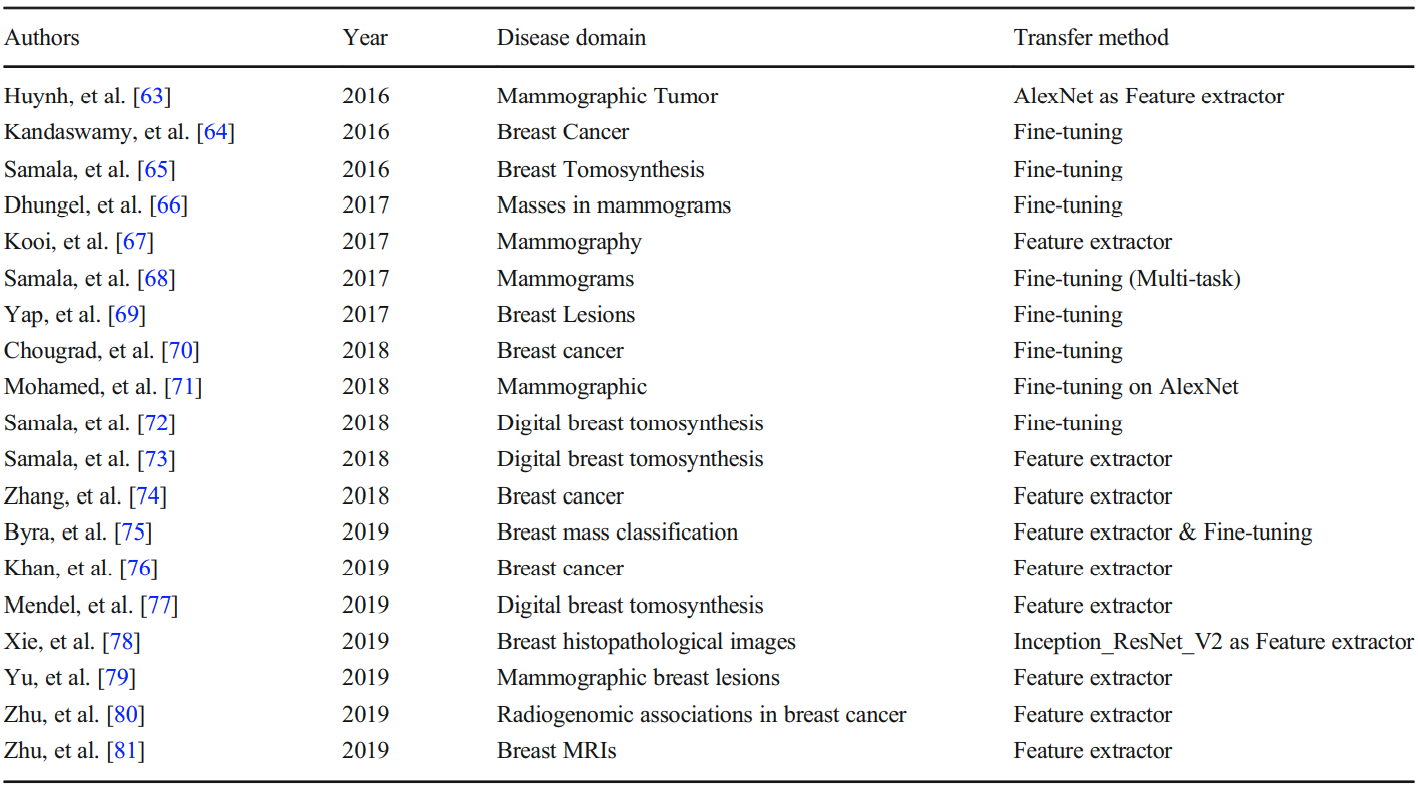 Authors Year Disease domain Transfer method
Huynh, et al. [63] 2016 Mammographic Tumor AlexNet as Feature extractor
Kandaswamy, et al. [64] 2016 Breast Cancer Fine-tuning
Samala, et al. [65] 2016 Breast Tomosynthesis Fine-tuning
Dhungel, et al. [66] 2017 Masses in mammograms Fine-tuning
Kooi, et al. [67] 2017 Mammography Feature extractor
Samala, et al. [68] 2017 Mammograms Fine-tuning (Multi-task)
Yap, et al. [69] 2017 Breast Lesions Fine-tuning
Chougrad, et al. [70] 2018 Breast cancer Fine-tuning
Mohamed, et al. [71] 2018 Mammographic Fine-tuning on AlexNet
Samala, et al. [72] 2018 Digital breast tomosynthesis Fine-tuning
Samala, et al. [73] 2018 Digital breast tomosynthesis Feature extractor
Zhang, et al. [74] 2018 Breast cancer Feature extractor
Byra, et al. [75] 2019 Breast mass classification Feature extractor & Fine-tuning
Khan, et al. [76] 2019 Breast cancer Feature extractor
Mendel, et al. [77] 2019 Digital breast tomosynthesis Feature extractor
Xie, et al. [78] 2019 Breast histopathological images Inception_ResNet_V2 as Feature extractor
Yu, et al. [79] 2019 Mammographic breast lesions Feature extractor
Zhu, et al. [80] 2019 Radiogenomic associations in breast cancer Feature extractor
Zhu, et al. [81] 2019 Breast MRIs Feature extractor